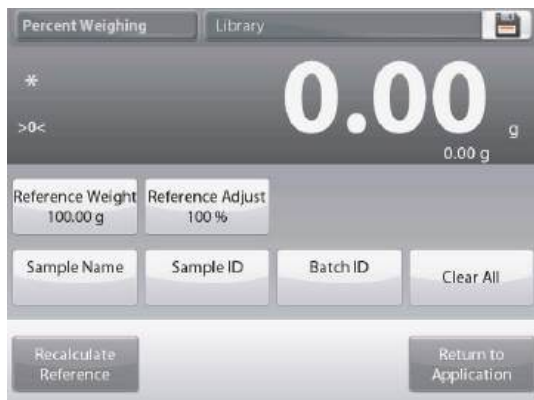 Percent Weighing
Library
*
0.00
>0<
g
0.00 g
Reference Weight
100.00 g
Reference Adjust
100 %
Sample Name
Sample ID
Batch ID
Clear All
Recalculate
Reference
Return to
Application